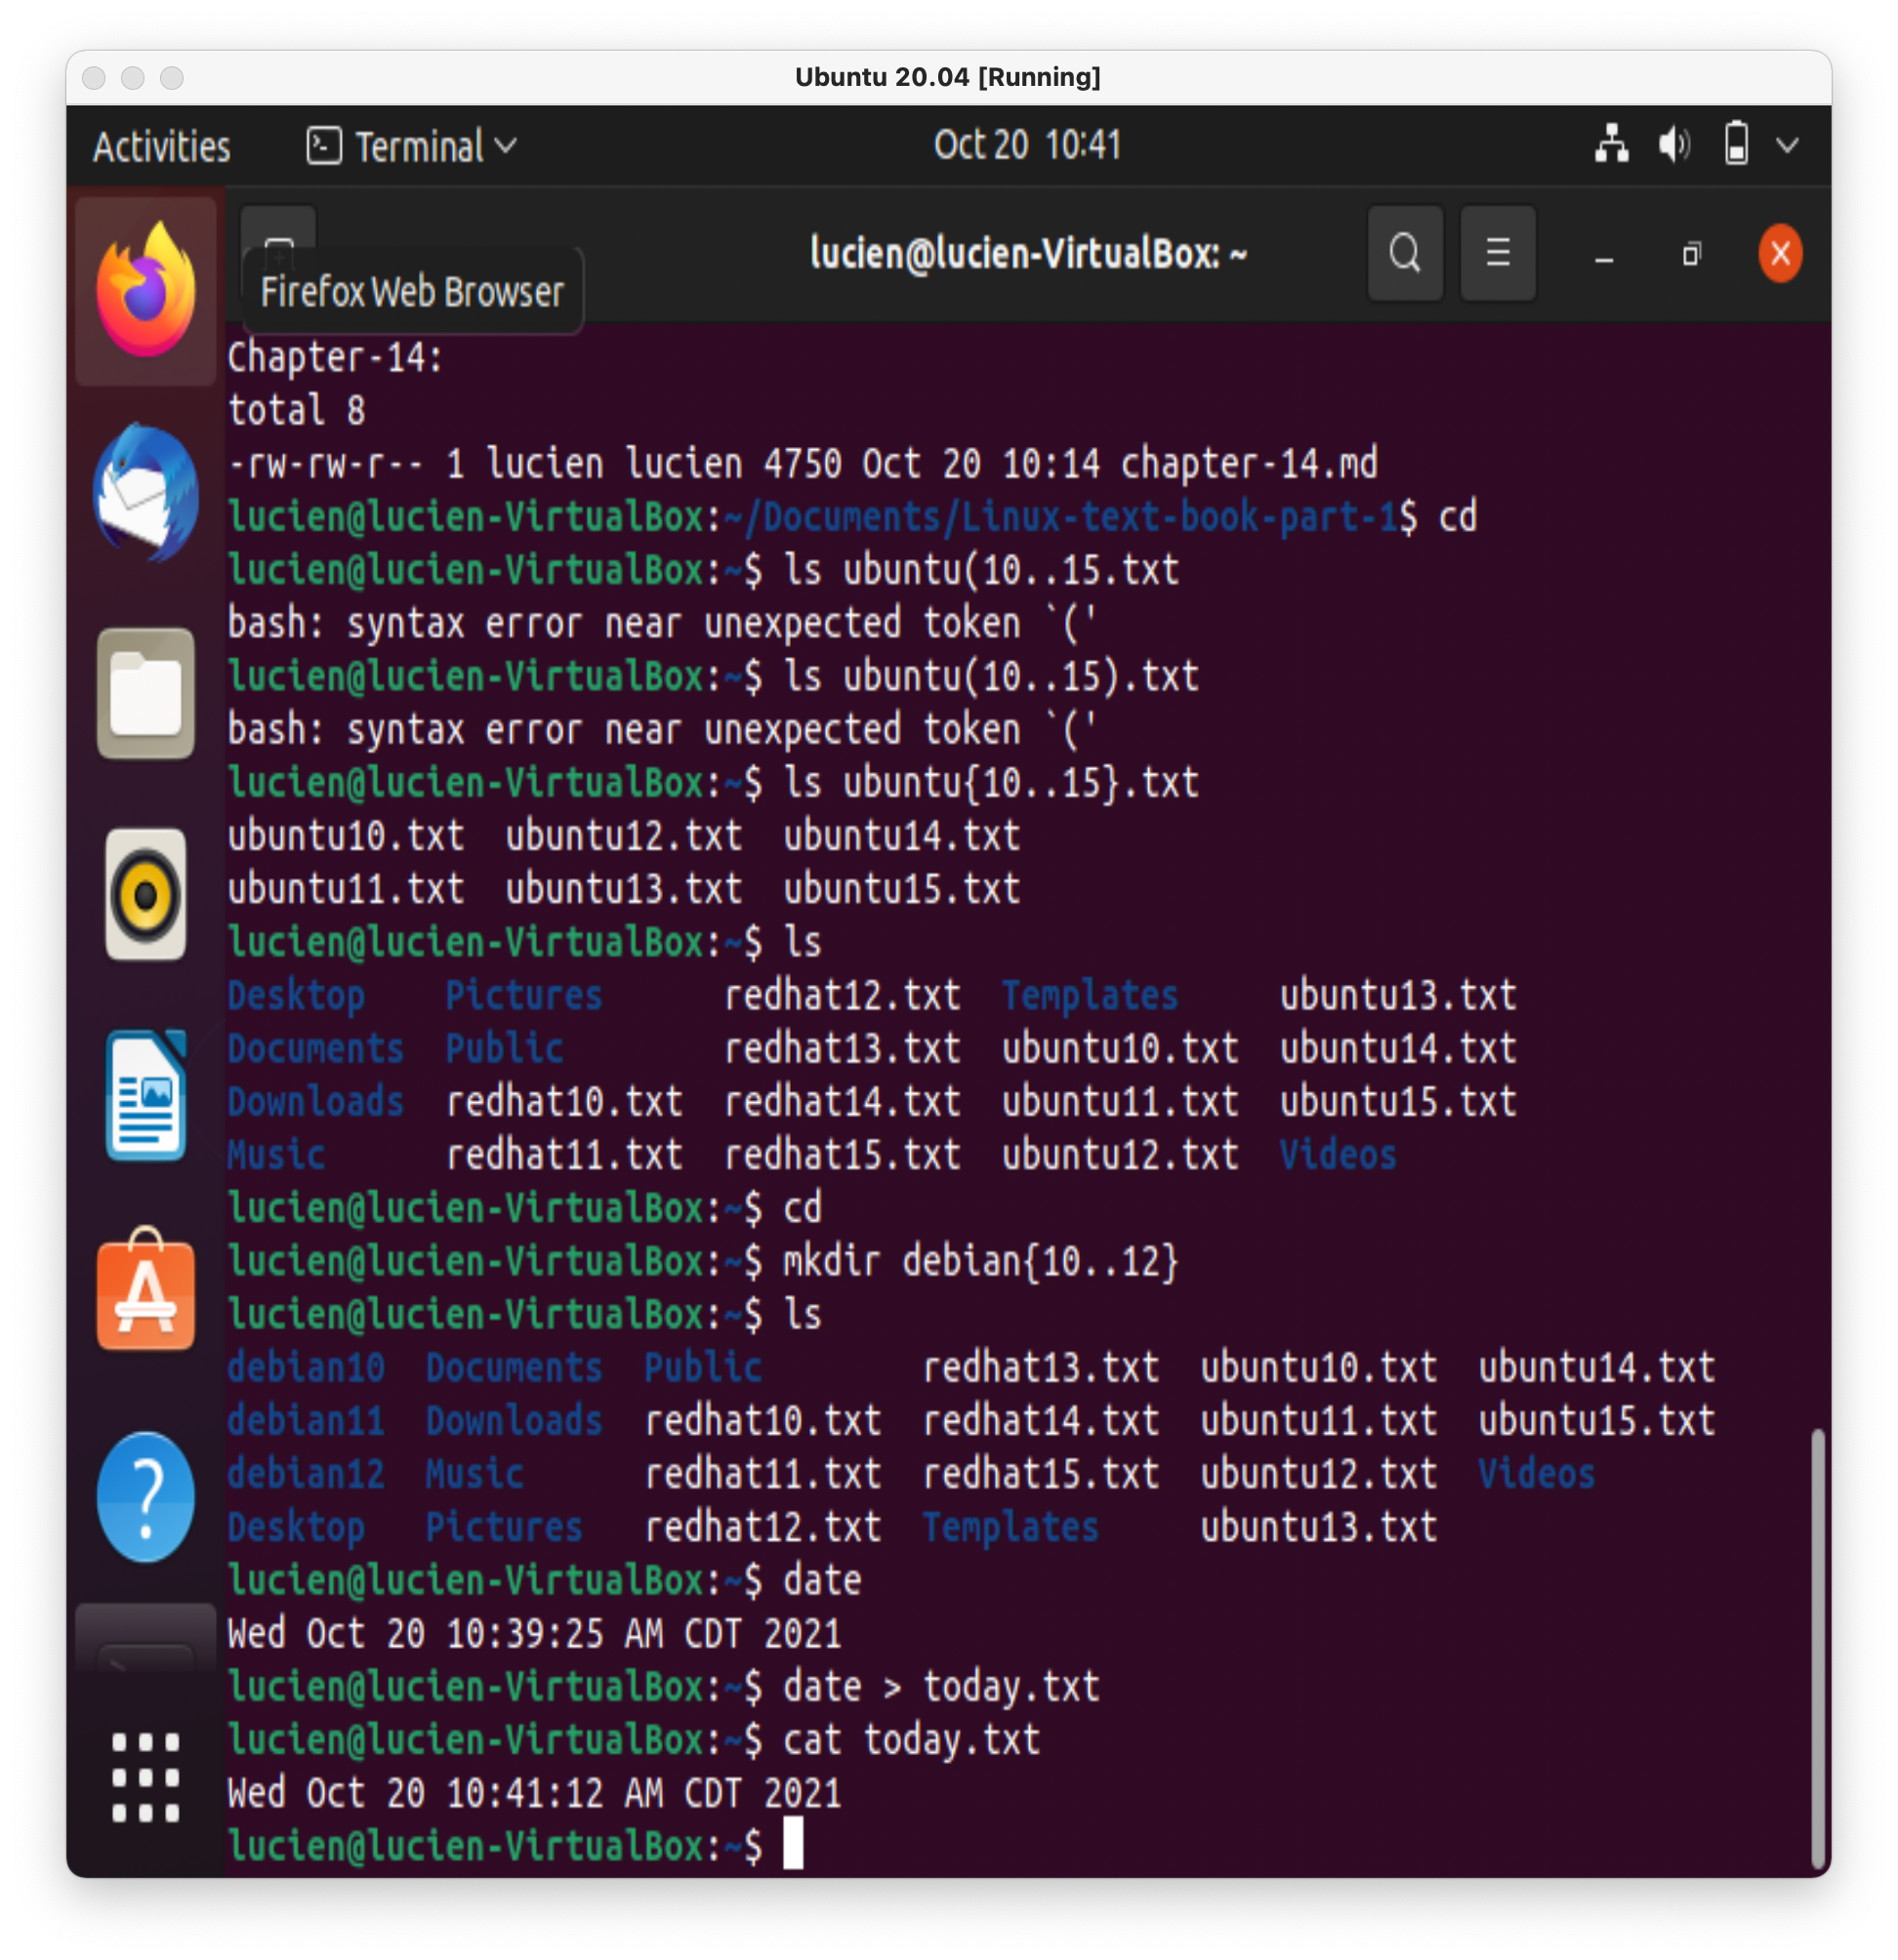 Ubuntu 20.04 [Running]
Activities Terminal Oct 20 10:41
lucien@lucien-VirtualBox: ~
Firefox Web Browser
Chapter-14:
total 8
-rw-rw-r-- 1 lucien lucien 4750 Oct 20 10:14 chapter-14.md
lucien@lucien-VirtualBox:~/Documents/Linux-text-book-part-1$ cd
lucien@lucien-VirtualBox:~$ ls ubuntu(10..15.txt
bash: syntax error near unexpected token `('
lucien@lucien-VirtualBox:~$ ls ubuntu(10..15).txt
bash: syntax error near unexpected token `('
lucien@lucien-VirtualBox:~$ ls ubuntu{10..15}.txt
ubuntu10.txt  ubuntu12.txt  ubuntu14.txt
ubuntu11.txt  ubuntu13.txt  ubuntu15.txt
lucien@lucien-VirtualBox:~$ ls
Desktop    Pictures      redhat12.txt  Templates     ubuntu13.txt
Documents  Public        redhat13.txt  ubuntu10.txt  ubuntu14.txt
Downloads  redhat10.txt  redhat14.txt  ubuntu11.txt  ubuntu15.txt
Music      redhat11.txt  redhat15.txt  ubuntu12.txt  Videos
lucien@lucien-VirtualBox:~$ cd
lucien@lucien-VirtualBox:~$ mkdir debian{10..12}
lucien@lucien-VirtualBox:~$ ls
debian10  Documents  Public        redhat13.txt  ubuntu10.txt  ubuntu14.txt
debian11  Downloads  redhat10.txt  redhat14.txt  ubuntu11.txt  ubuntu15.txt
debian12  Music      redhat11.txt  redhat15.txt  ubuntu12.txt  Videos
Desktop   Pictures   redhat12.txt  Templates     ubuntu13.txt
lucien@lucien-VirtualBox:~$ date
Wed Oct 20 10:39:25 AM CDT 2021
lucien@lucien-VirtualBox:~$ date > today.txt
lucien@lucien-VirtualBox:~$ cat today.txt
Wed Oct 20 10:41:12 AM CDT 2021
lucien@lucien-VirtualBox:~$